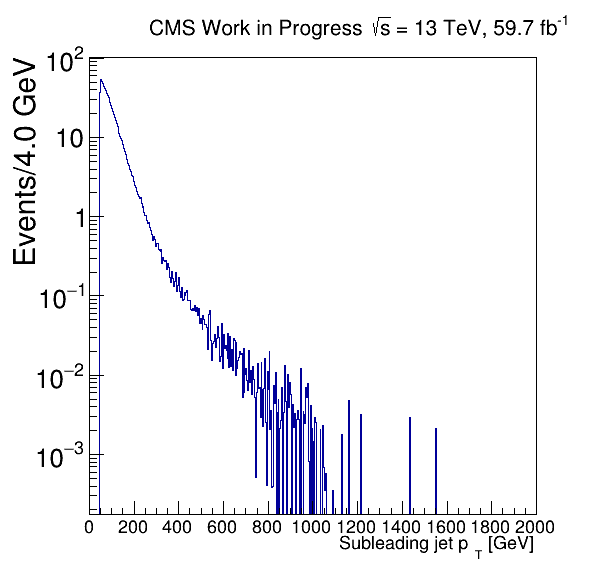 CMS Work in Progress √s = 13 TeV, 59.7 fb⁻¹
Events/4.0 GeV
10²
10
1
10⁻¹
10⁻²
10⁻³
0 200 400 600 800 1000 1200 1400 1600 1800 2000
Subleading jet p_T [GeV]